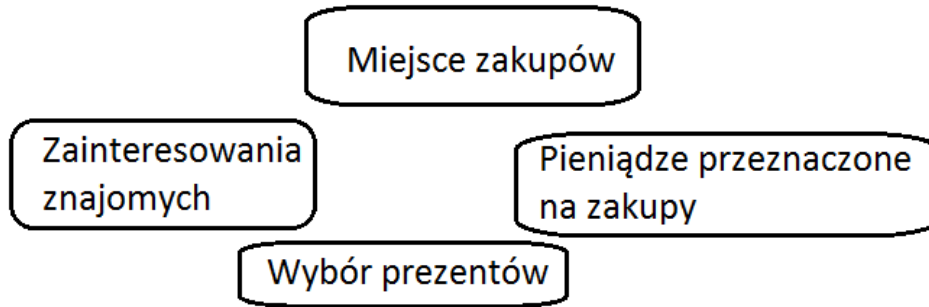 Miejsce zakupów
Zainteresowania
znajomych
Pieniądze przeznaczone
na zakupy
Wybór prezentów